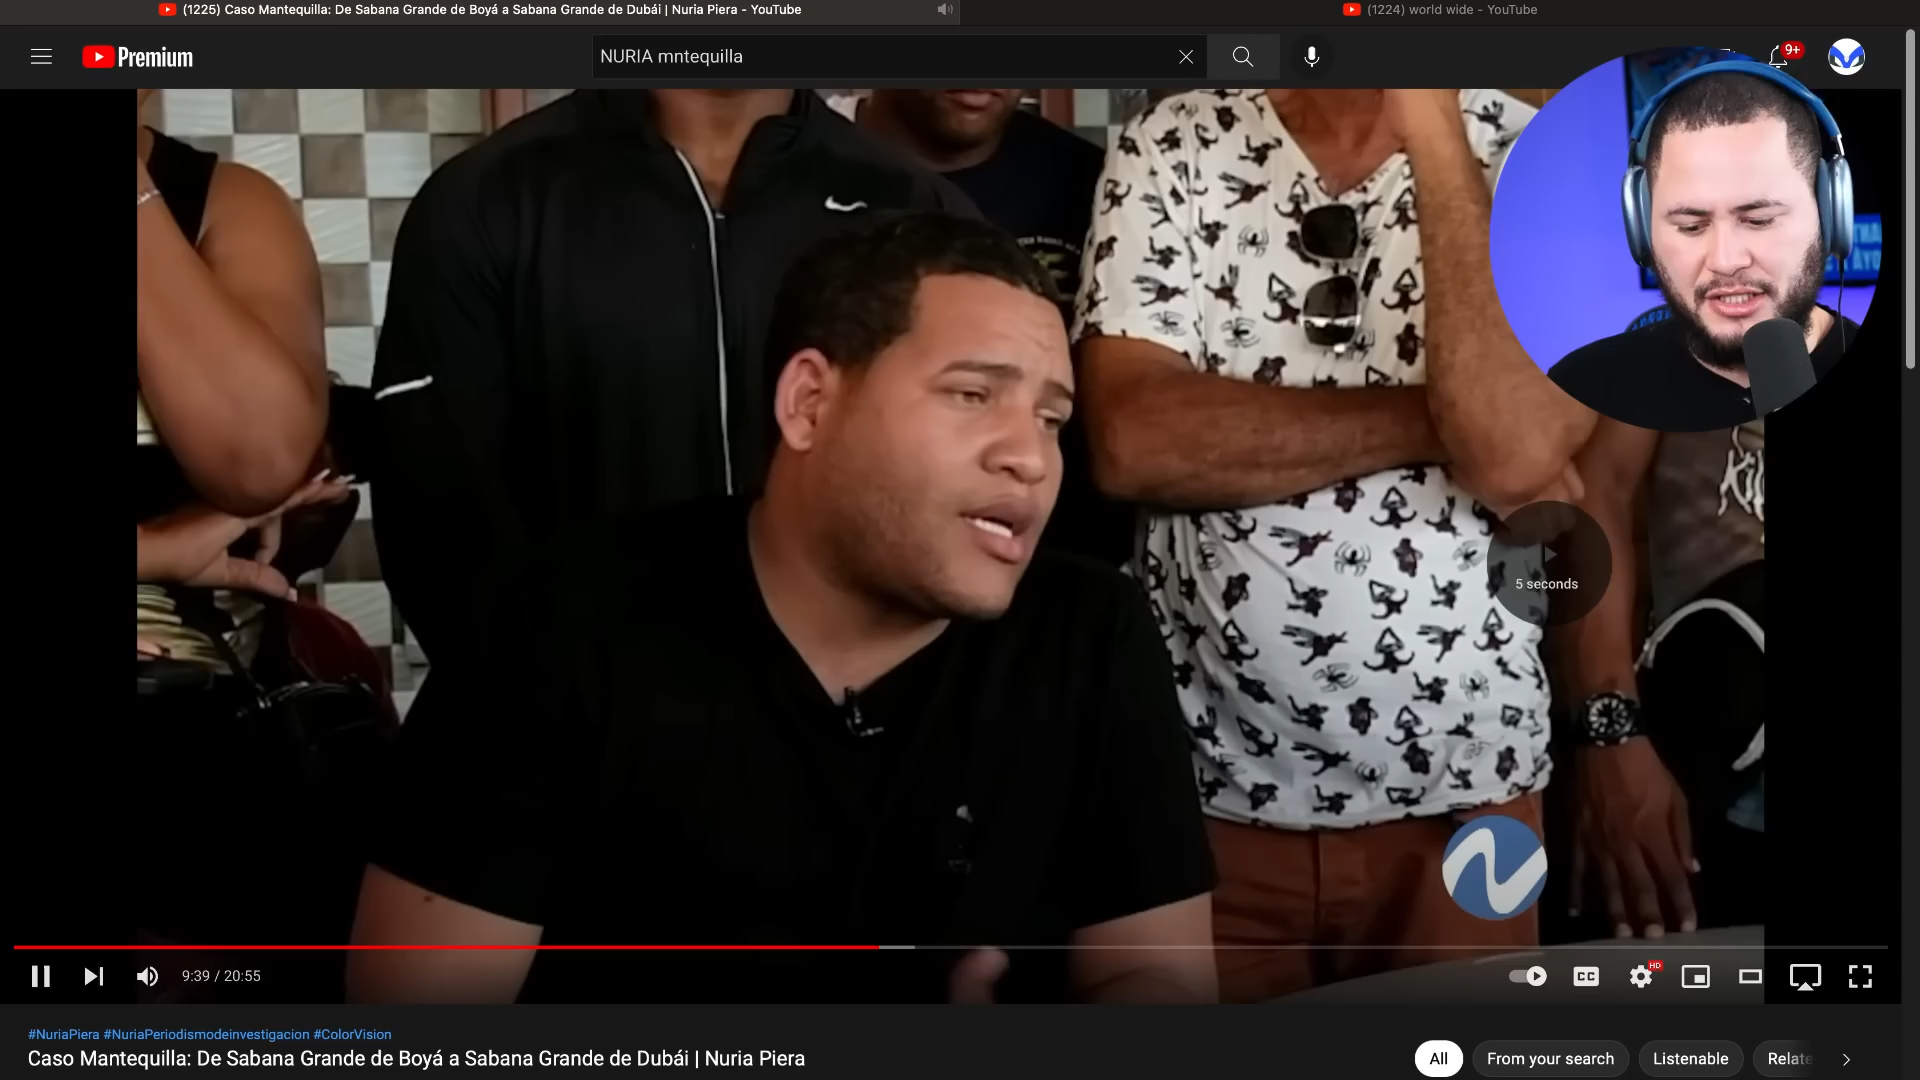 (1225) Caso Mantequilla: De Sabana Grande de Boyá a Sabana Grande de Dubái | Nuria Piera - YouTube
(1224) world wide - YouTube
Premium
NURIA mntequilla
9+
5 seconds
9:39 / 20:55
CC
HD
#NuriaPiera #NuriaPeriodismodeinvestigacion #ColorVision
Caso Mantequilla: De Sabana Grande de Boyá a Sabana Grande de Dubái | Nuria Piera
All
From your search
Listenable